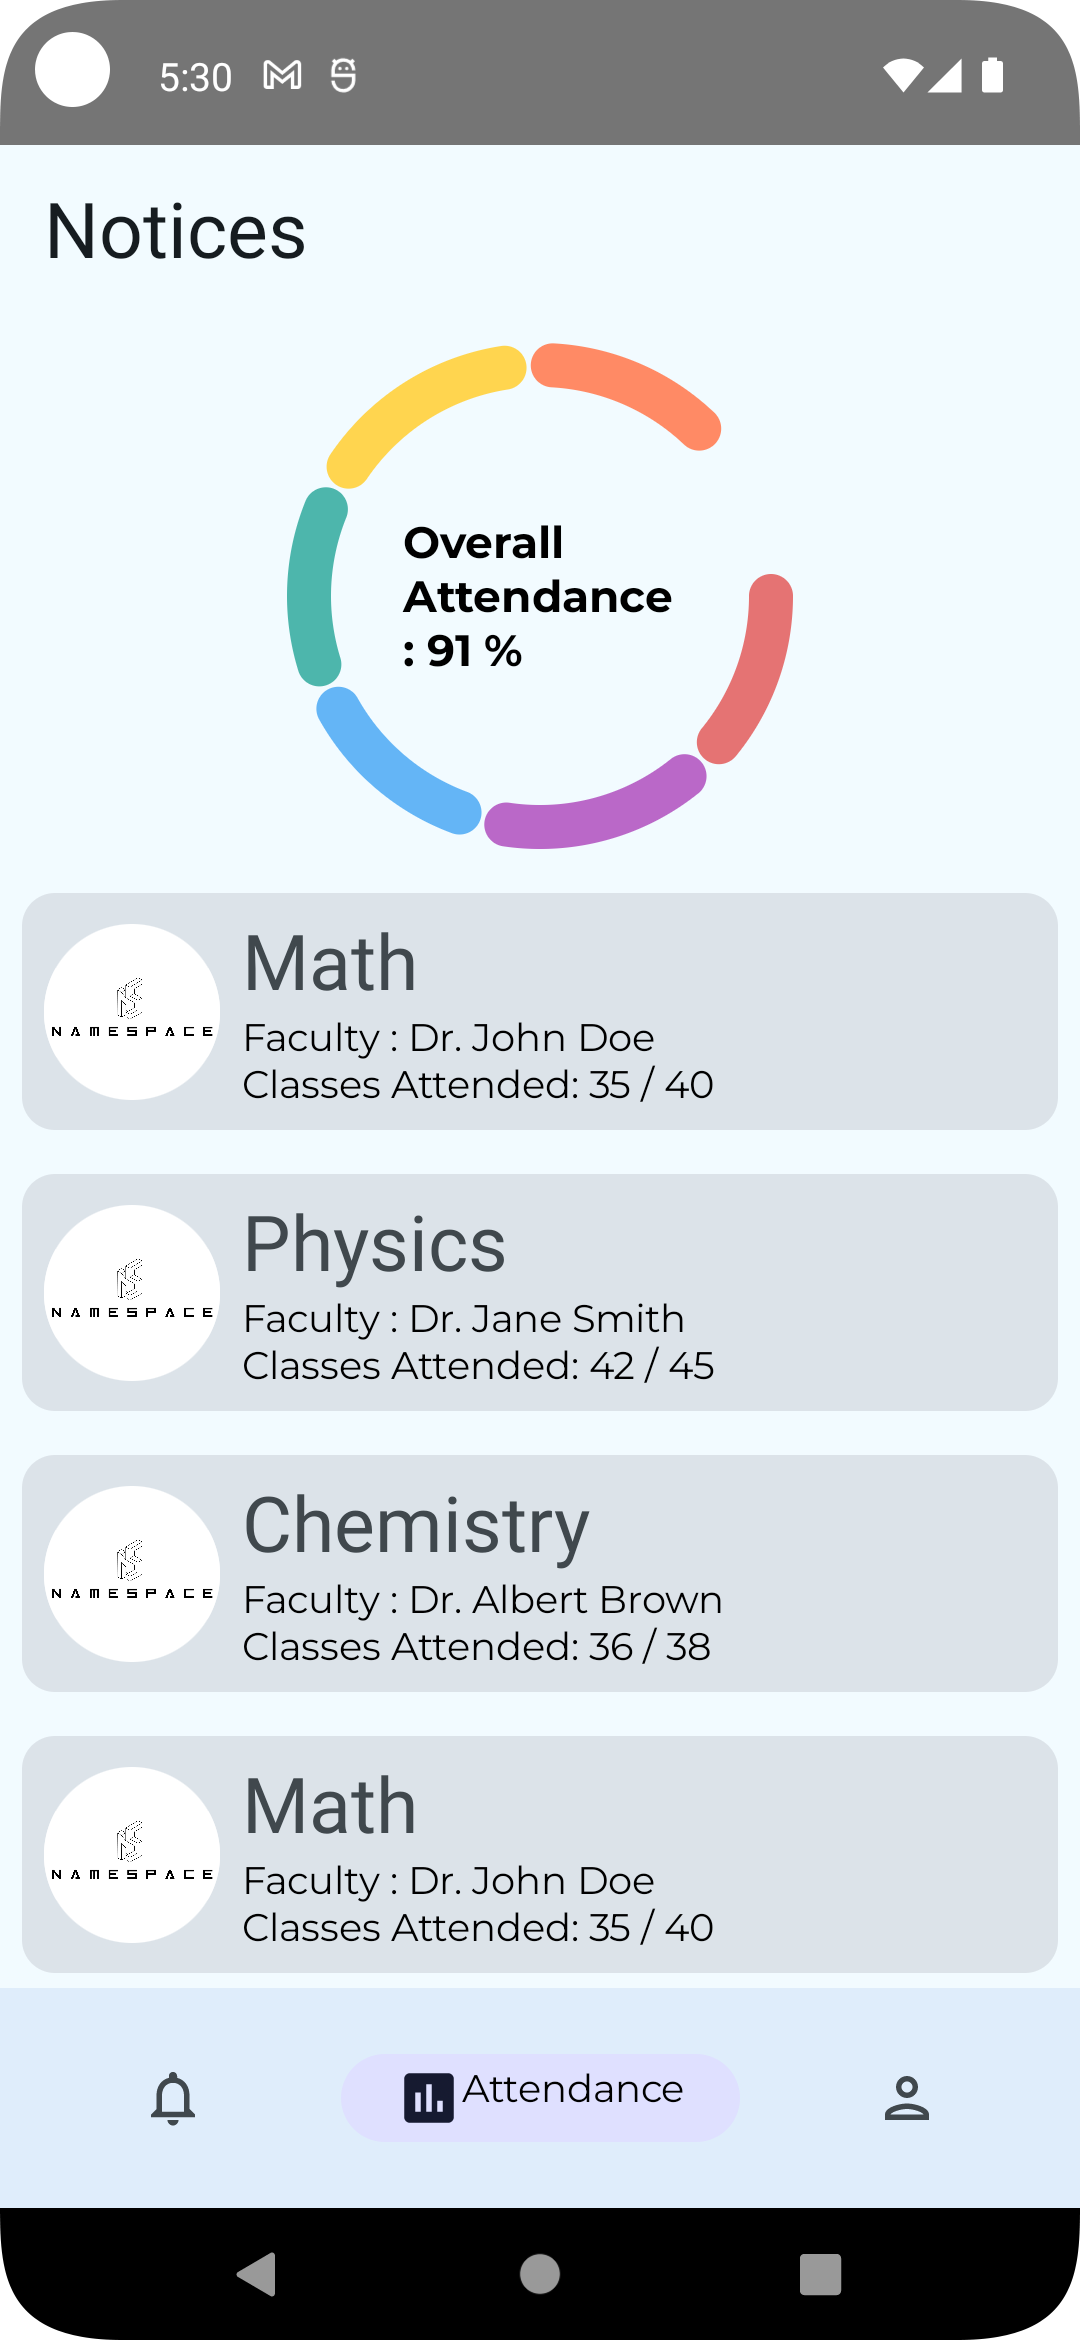 5:30
Notices
Overall
Attendance
: 91 %
Math
NAMESPACE
Faculty : Dr. John Doe
Classes Attended: 35 / 40
Physics
NAMESPACE
Faculty : Dr. Jane Smith
Classes Attended: 42 / 45
Chemistry
NAMESPACE
Faculty : Dr. Albert Brown
Classes Attended: 36 / 38
Math
NAMESPACE
Faculty : Dr. John Doe
Classes Attended: 35 / 40
Attendance